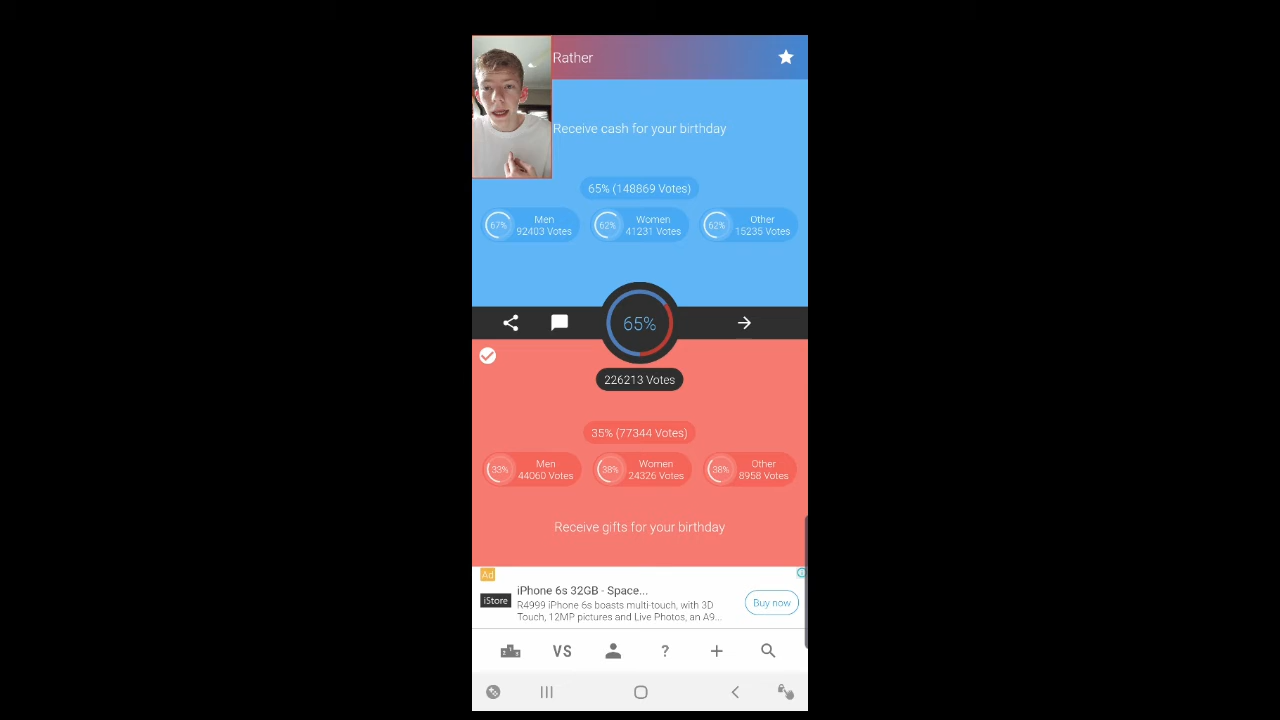 Rather
Receive cash for your birthday
65% (148869 Votes)
67%
Men
92403 Votes
62%
Women
41231 Votes
62%
Other
15235 Votes
65%
226213 Votes
35% (77344 Votes)
33%
Men
44060 Votes
38%
Women
24326 Votes
38%
Other
8958 Votes
Receive gifts for your birthday
Ad
iStore
iPhone 6s 32GB - Space...
R4999 iPhone 6s boasts multi-touch, with 3D
Touch, 12MP pictures and Live Photos, an A9...
Buy now
VS
?